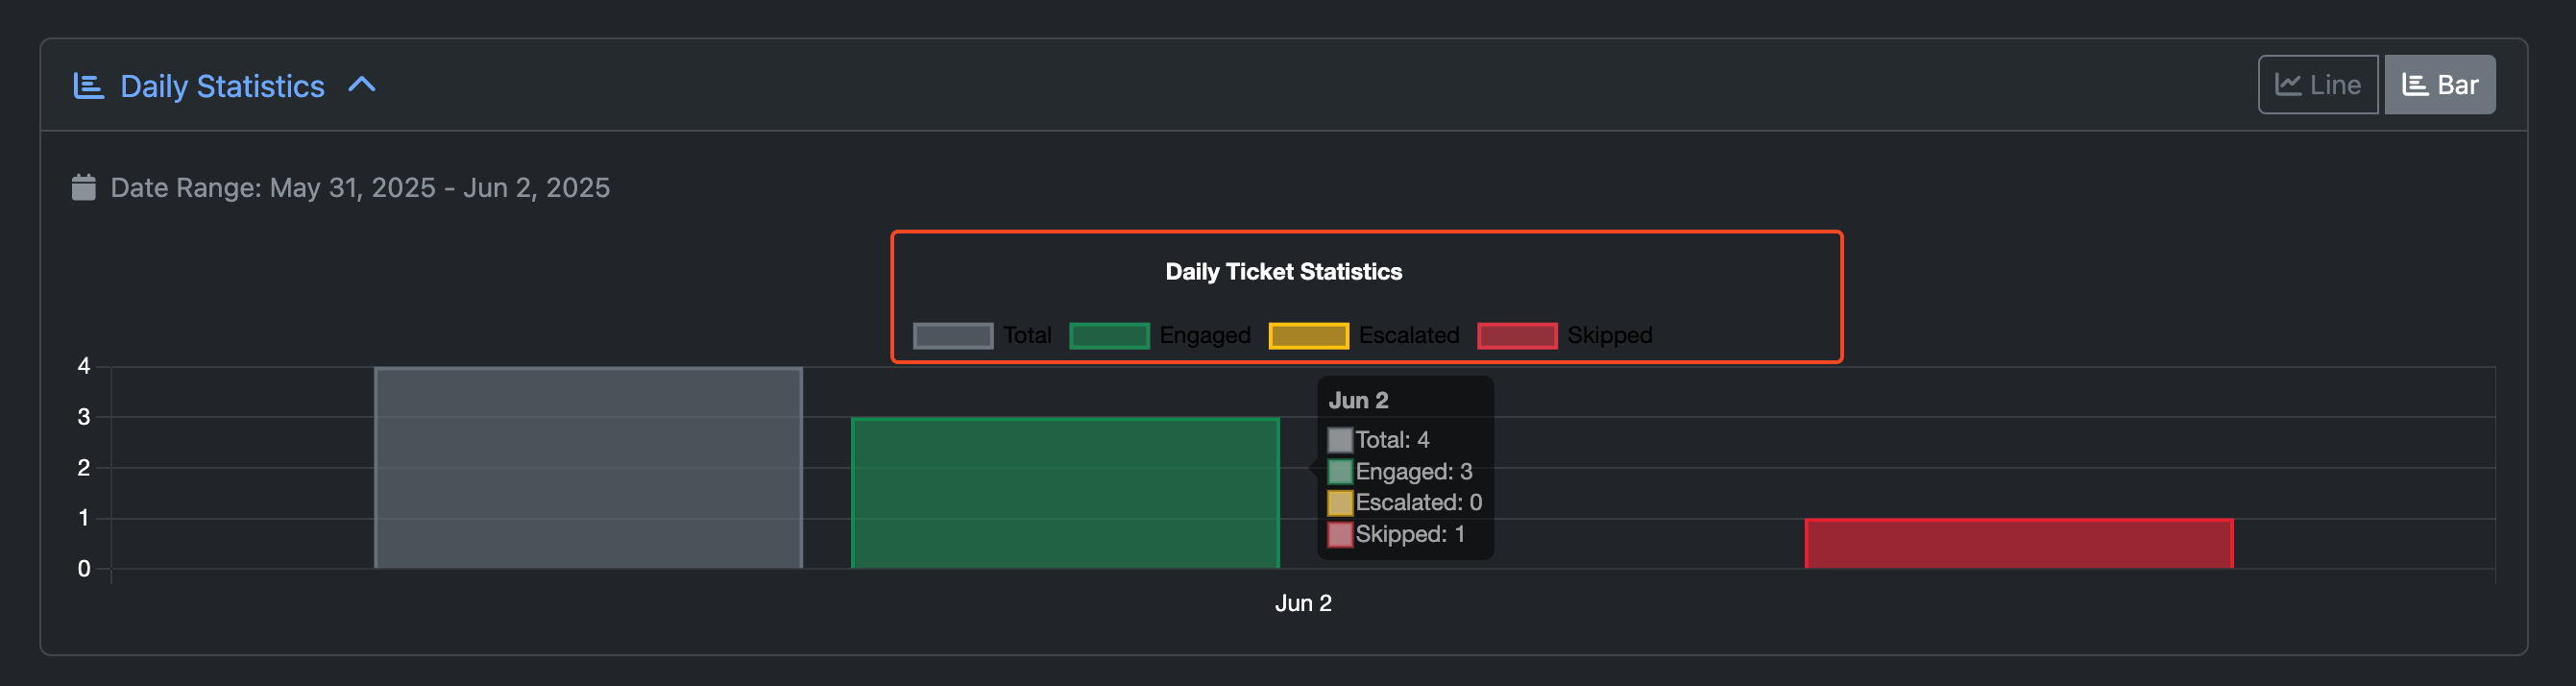 Daily Statistics
Line
Bar
Date Range: May 31, 2025 - Jun 2, 2025
Daily Ticket Statistics
Total Engaged Escalated Skipped
4
3
2
1
0
Jun 2
Total: 4
Engaged: 3
Escalated: 0
Skipped: 1
Jun 2